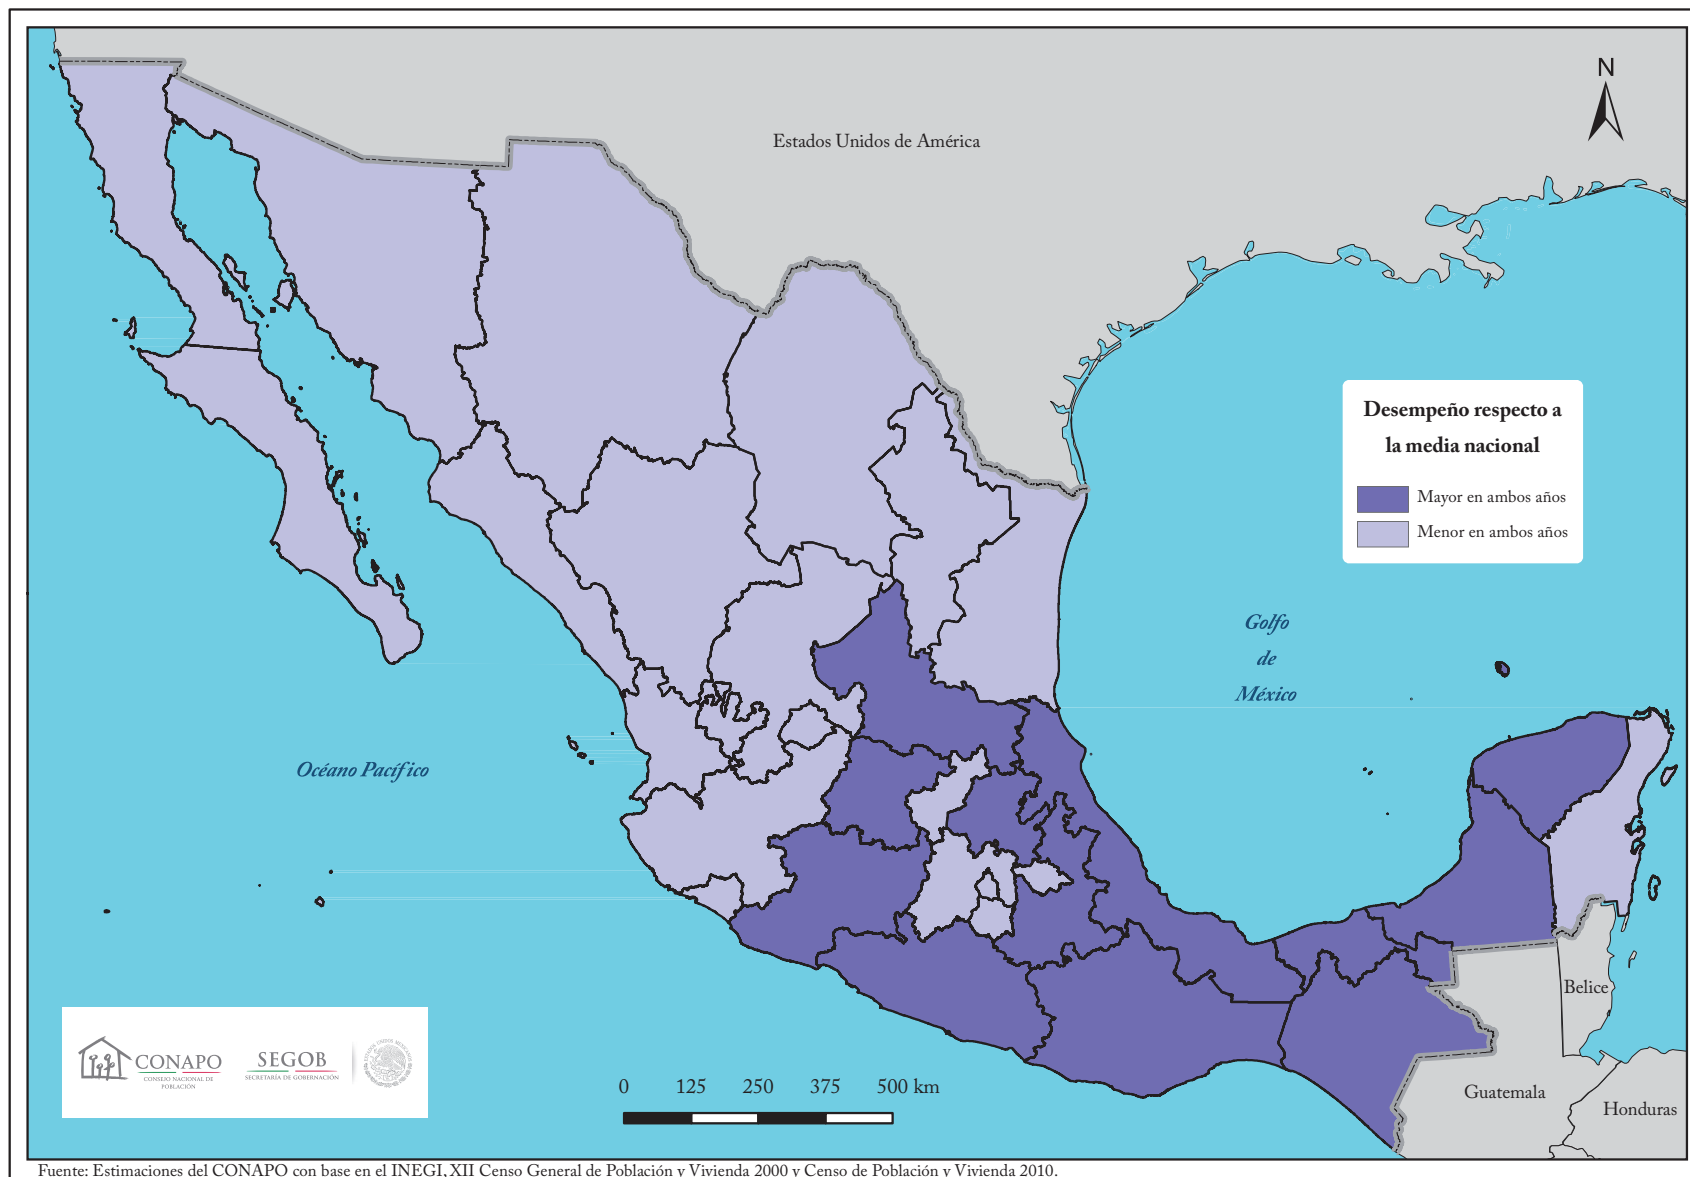 N
Estados Unidos de América
Desempeño respecto a
la media nacional
Mayor en ambos años
Menor en ambos años
Golfo
de
México
Océano Pacífico
Belice
Guatemala
Honduras
CONAPO
CONSEJO NACIONAL DE
POBLACIÓN
SEGOB
SECRETARÍA DE GOBERNACIÓN
ESTADOS UNIDOS MEXICANOS
0 125 250 375 500 km
Fuente: Estimaciones del CONAPO con base en el INEGI, XII Censo General de Población y Vivienda 2000 y Censo de Población y Vivienda 2010.